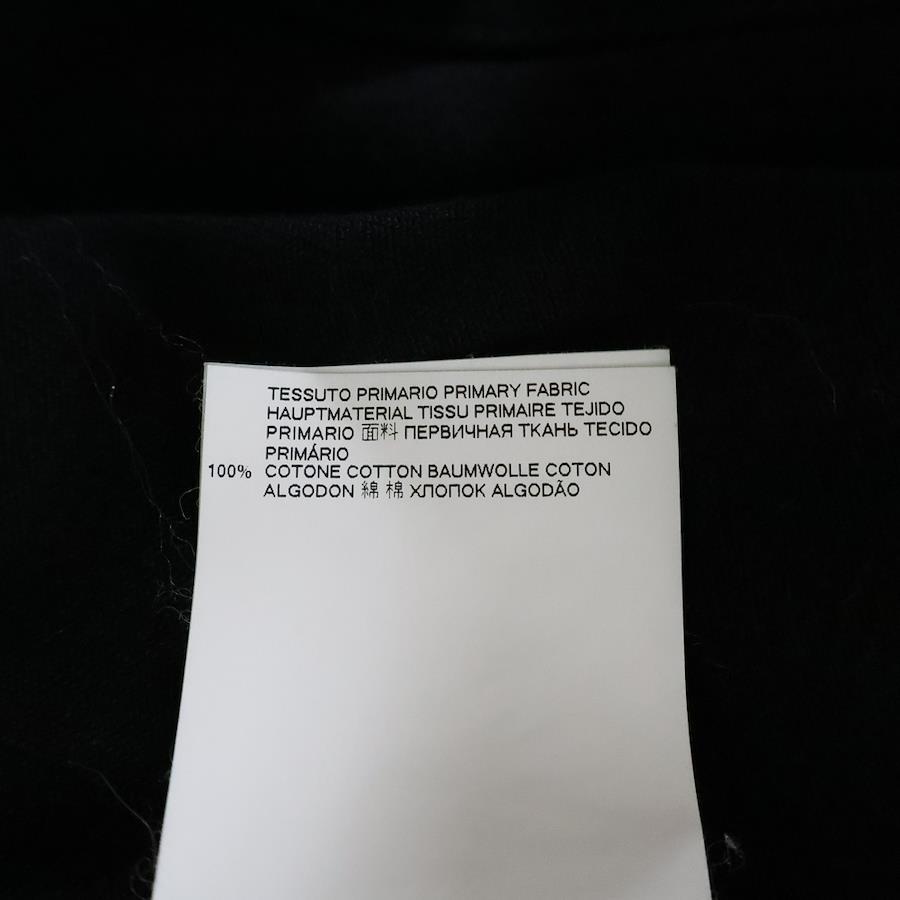 TESSUTO PRIMARIO PRIMARY FABRIC
HAUPTMATERIAL TISSU PRIMAIRE TEJIDO
PRIMARIO 面料 ПЕРВИЧНАЯ ТКАНЬ TECIDO
PRIMÁRIO
100% COTONE COTTON BAUMWOLLE COTON
ALGODON 綿 棉 ХЛОПОК ALGODÃO